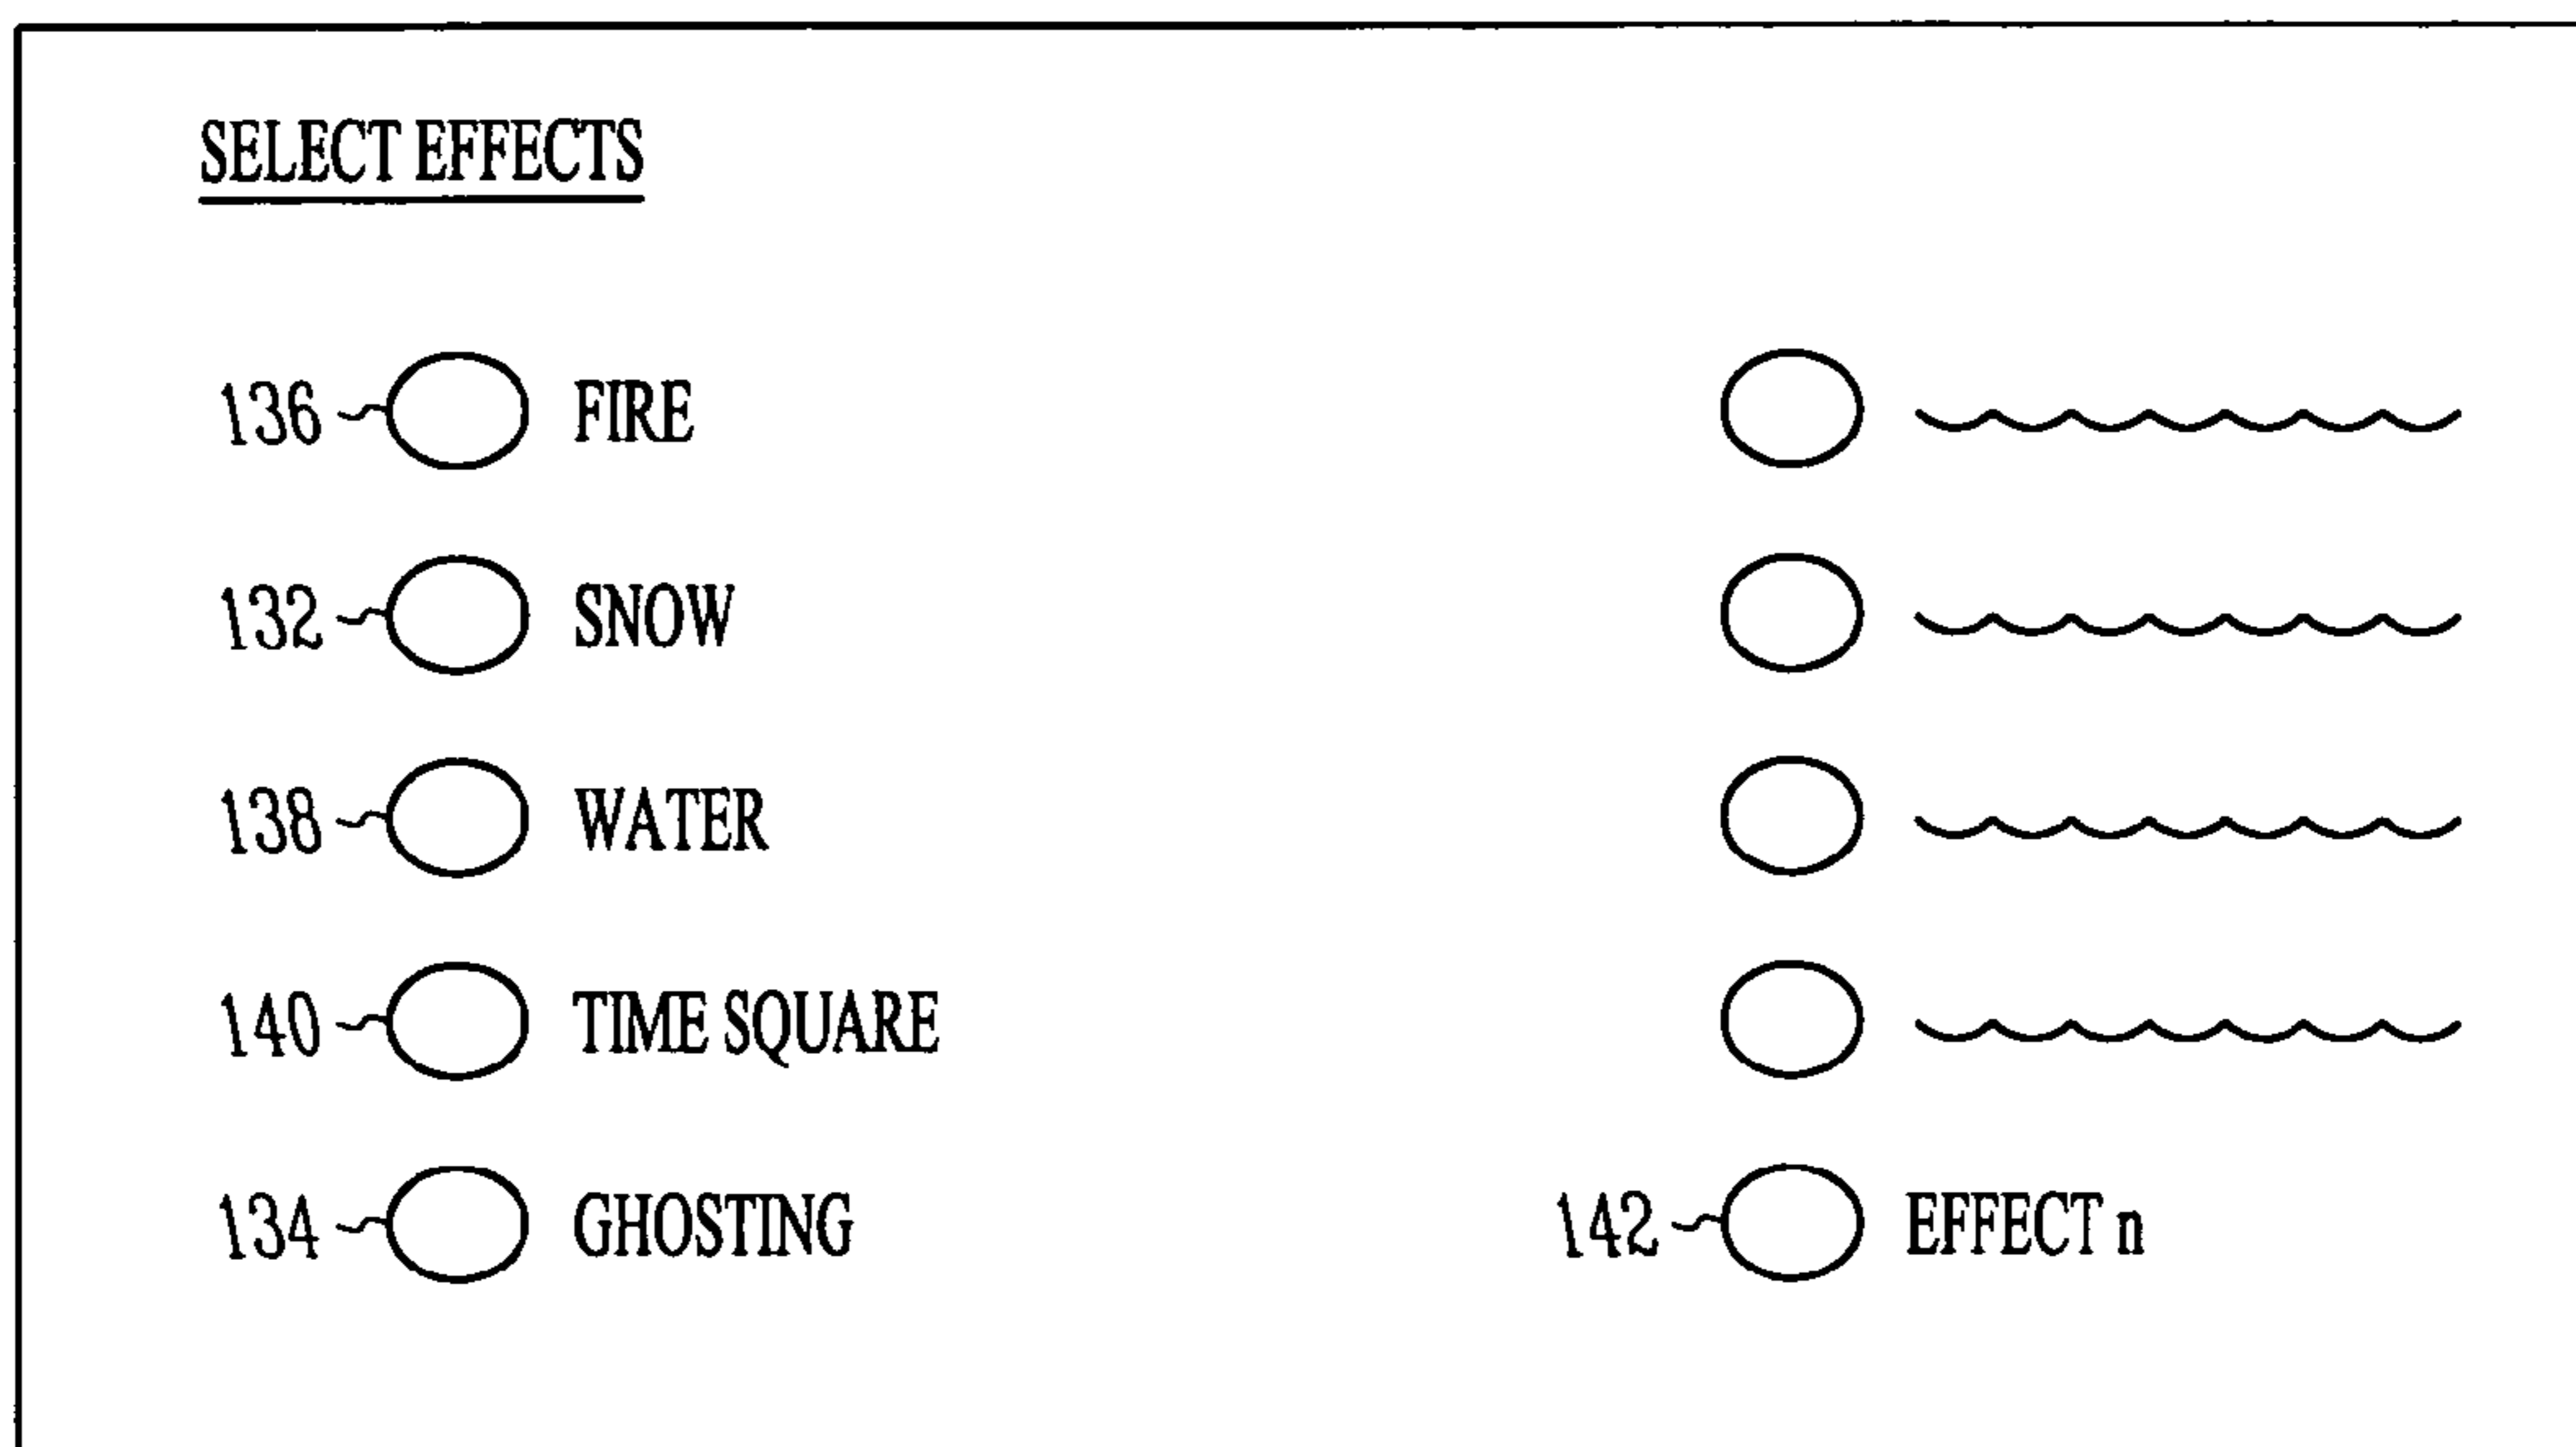 SELECT EFFECTS
136 FIRE
132 SNOW
138 WATER
140 TIME SQUARE
134 GHOSTING
142 EFFECT n